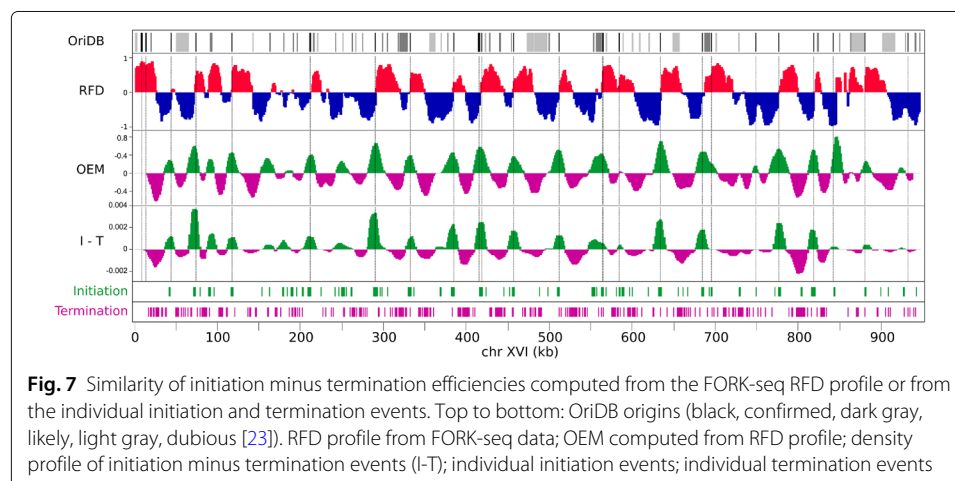 OriDB
1
RFD
0
-1
0.8
-0.4
OEM
0
-0.4
0.004
0.002
I - T
0
-0.002
Initiation
Termination
0 100 200 300 400 500 600 700 800 900
chr XVI (kb)
Fig. 7 Similarity of initiation minus termination efficiencies computed from the FORK-seq RFD profile or from
the individual initiation and termination events. Top to bottom: OriDB origins (black, confirmed, dark gray,
likely, light gray, dubious [23]). RFD profile from FORK-seq data; OEM computed from RFD profile; density
profile of initiation minus termination events (I-T); individual initiation events; individual termination events